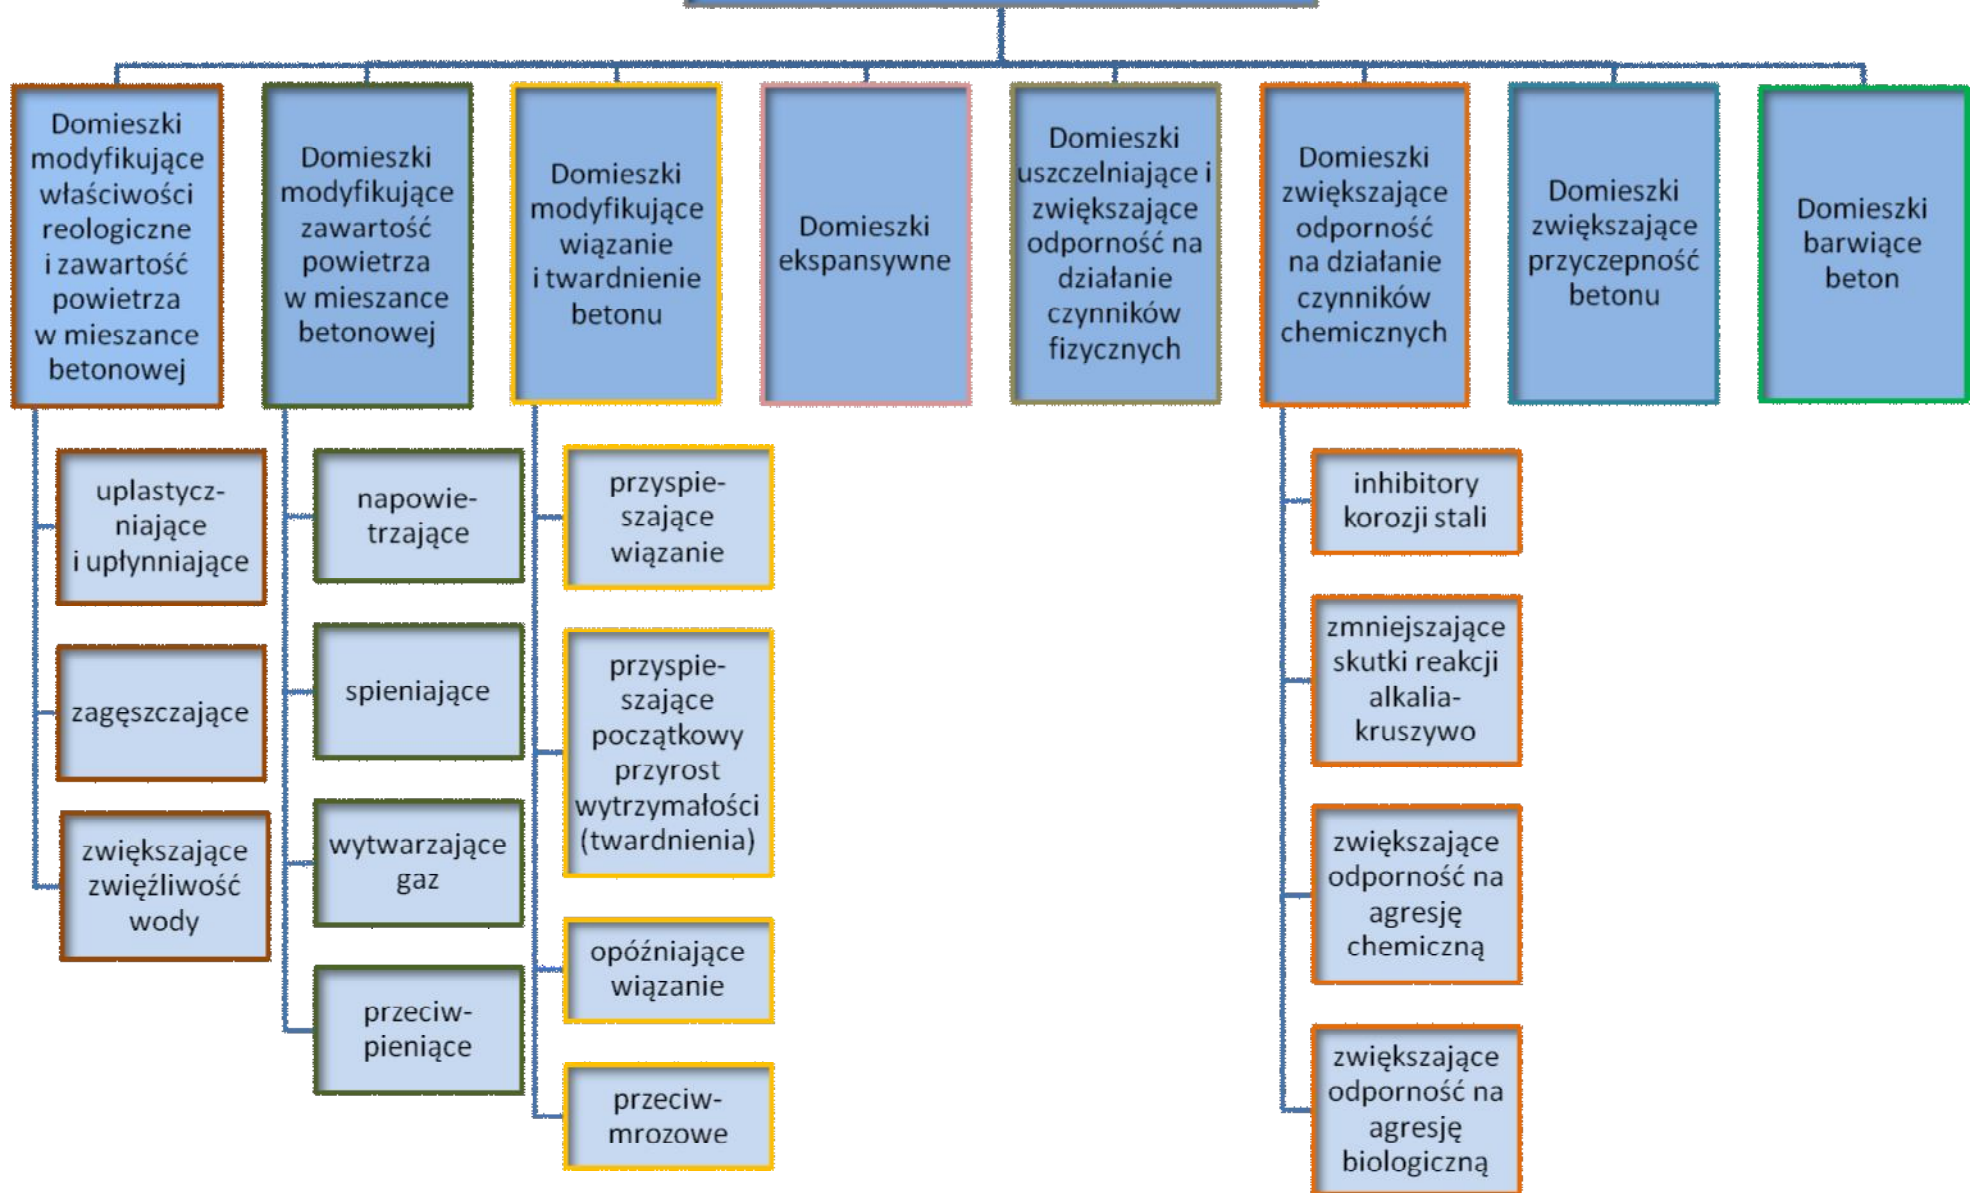 Domieszki
modyfikujące
właściwości
reologiczne
i zawartość
powietrza
w mieszance
betonowej
Domieszki
modyfikujące
zawartość
powietrza
w mieszance
betonowej
Domieszki
modyfikujące
wiązanie
i twardnienie
betonu
Domieszki
ekspansywne
Domieszki
uszczelniające i
zwiększające
odporność na
działanie
czynników
fizycznych
Domieszki
zwiększające
odporność
na działanie
czynników
chemicznych
Domieszki
zwiększające
przyczepność
betonu
Domieszki
barwiące
beton
uplastycz-
niające
i upłynniające
zagęszczające
zwiększające
zwięźliwość
wody
napowie-
trzające
spieniające
wytwarzające
gaz
przeciw-
pieniące
przyspie-
szające
wiązanie
przyspie-
szające
początkowy
przyrost
wytrzymałości
(twardnienia)
opóźniające
wiązanie
przeciw-
mrozowe
inhibitory
korozji stali
zmniejszające
skutki reakcji
alkalia-
kruszywo
zwiększające
odporność na
agresję
chemiczną
zwiększające
odporność na
agresję
biologiczną